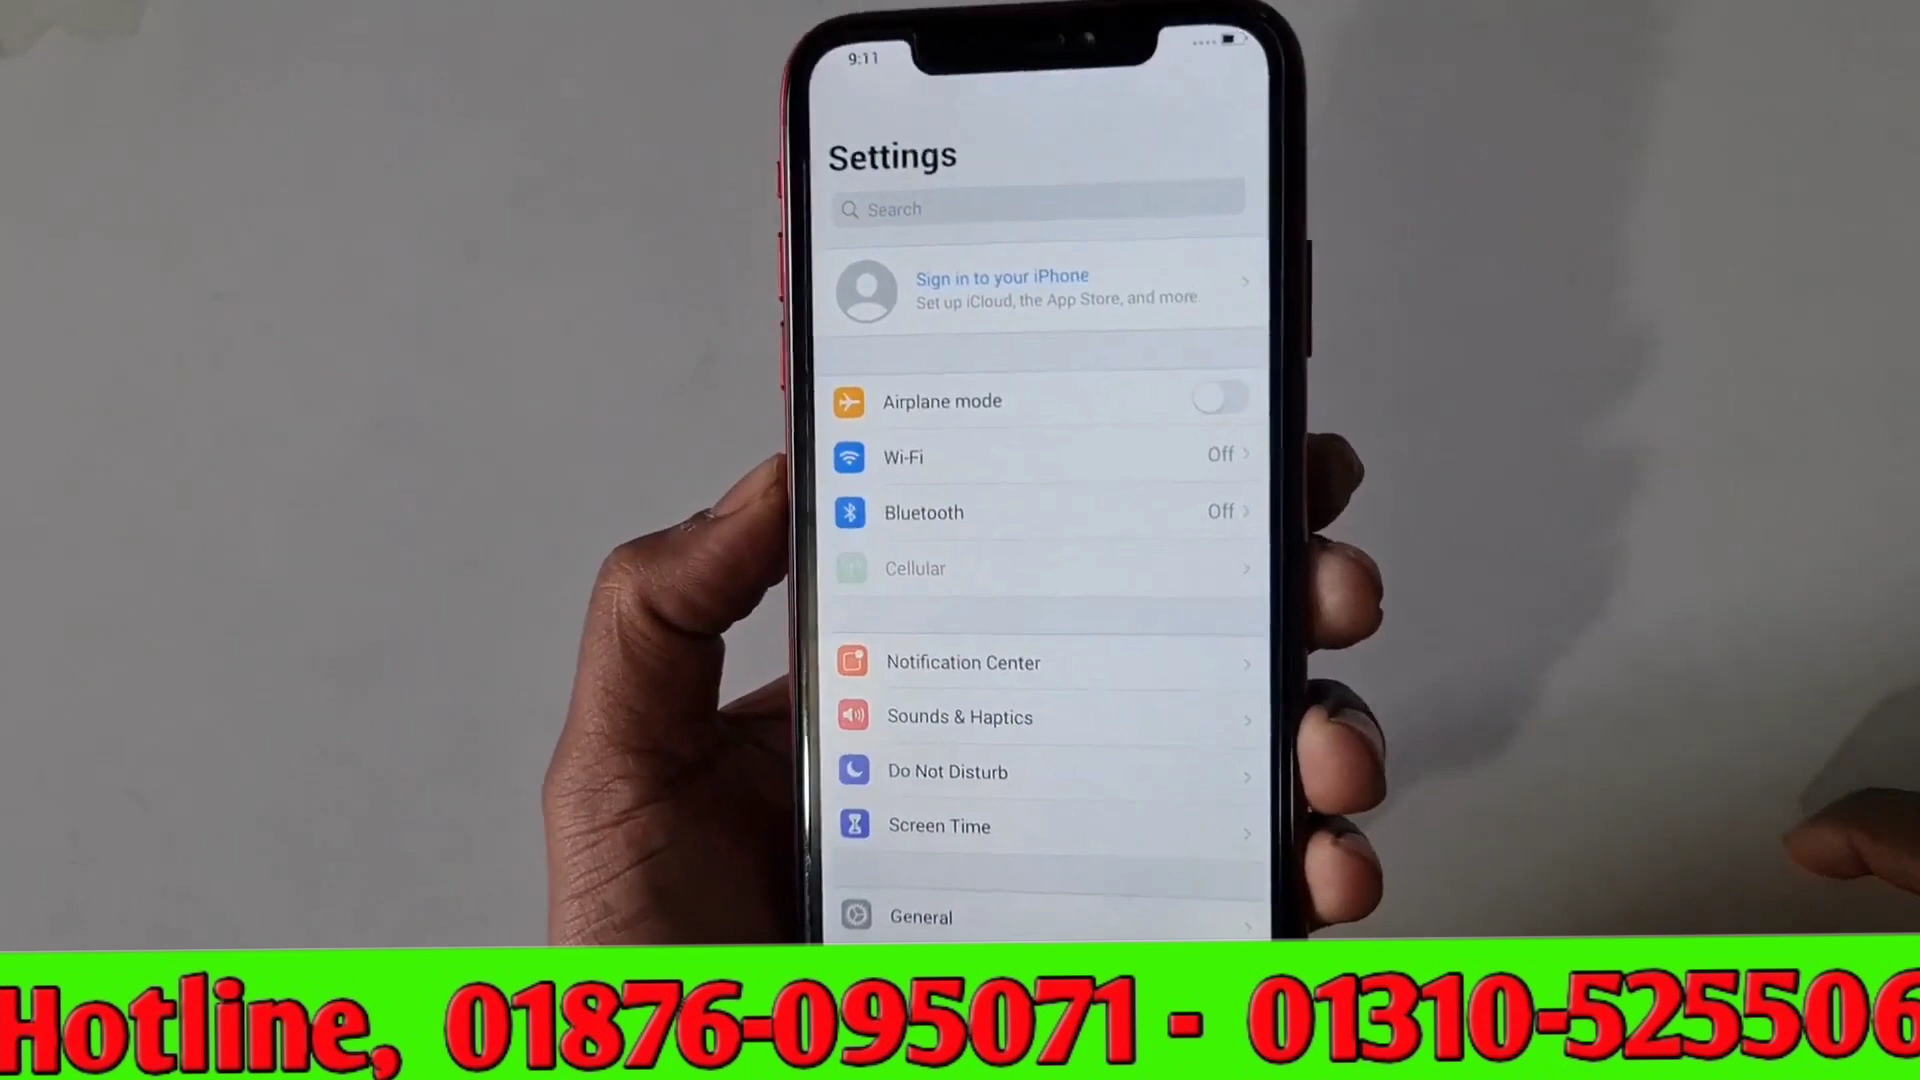 9:11
Settings
Search
Sign in to your iPhone
Set up iCloud, the App Store, and more
Airplane mode
Wi-Fi Off
Bluetooth Off
Cellular
Notification Center
Sounds & Haptics
Do Not Disturb
Screen Time
General
Hotline, 01876-095071 - 01310-525506